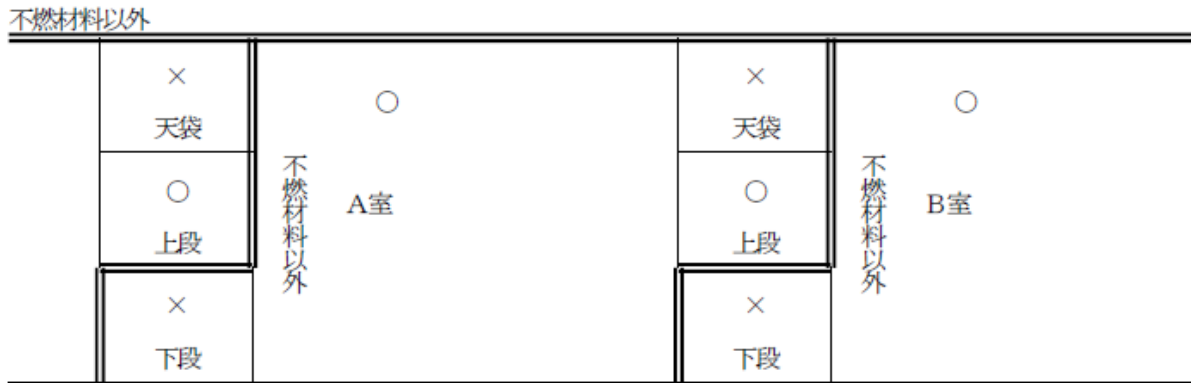 不燃材料以外
×
天袋
○
上段
×
下段
不燃材料以外
○
A室
×
天袋
○
上段
×
下段
不燃材料以外
○
B室